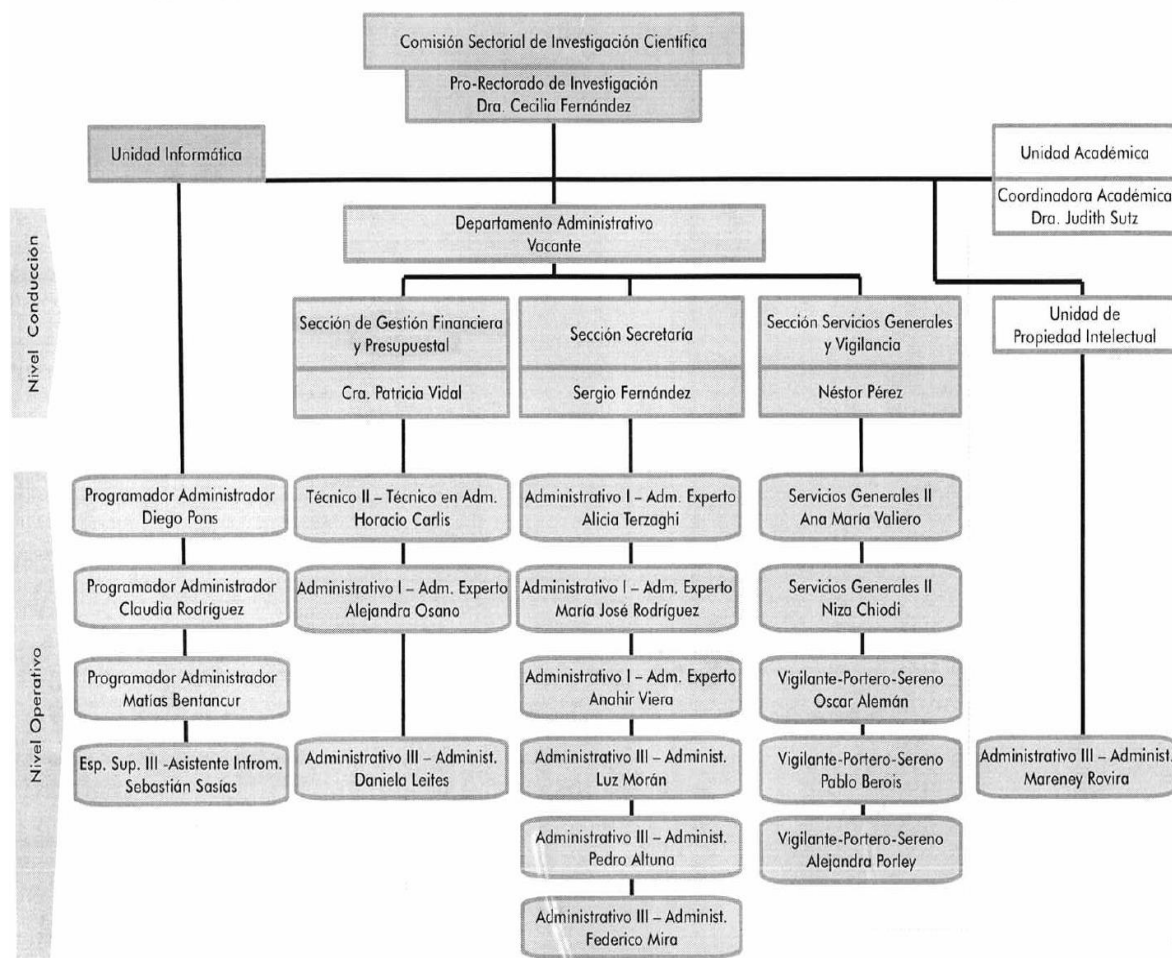 Comisión Sectorial de Investigación Científica
Pro-Rectorado de Investigación
Dra. Cecilia Fernández
Unidad Informática
Unidad Académica
Coordinadora Académica
Dra. Judith Sutz
Nivel Conducción
Departamento Administrativo
Vacante
Sección de Gestión Financiera
y Presupuestal
Cra. Patricia Vidal
Sección Secretaría
Sergio Fernández
Sección Servicios Generales
y Vigilancia
Néstor Pérez
Unidad de
Propiedad Intelectual
Nivel Operativo
Programador Administrador
Diego Pons
Programador Administrador
Claudia Rodríguez
Programador Administrador
Matías Bentancur
Esp. Sup. III -Asistente Infrom.
Sebastián Sasías
Técnico II – Técnico en Adm.
Horacio Carlis
Administrativo I – Adm. Experto
Alejandra Osano
Administrativo III – Administ.
Daniela Leites
Administrativo I – Adm. Experto
Alicia Terzaghi
Administrativo I – Adm. Experto
María José Rodríguez
Administrativo I – Adm. Experto
Anahir Viera
Administrativo III – Administ.
Luz Morán
Administrativo III – Administ.
Pedro Altuna
Administrativo III – Administ.
Federico Mira
Servicios Generales II
Ana María Valiero
Servicios Generales II
Niza Chiodi
Vigilante-Portero-Sereno
Oscar Alemán
Vigilante-Portero-Sereno
Pablo Berois
Vigilante-Portero-Sereno
Alejandra Porley
Administrativo III – Administ.
Mareney Rovira